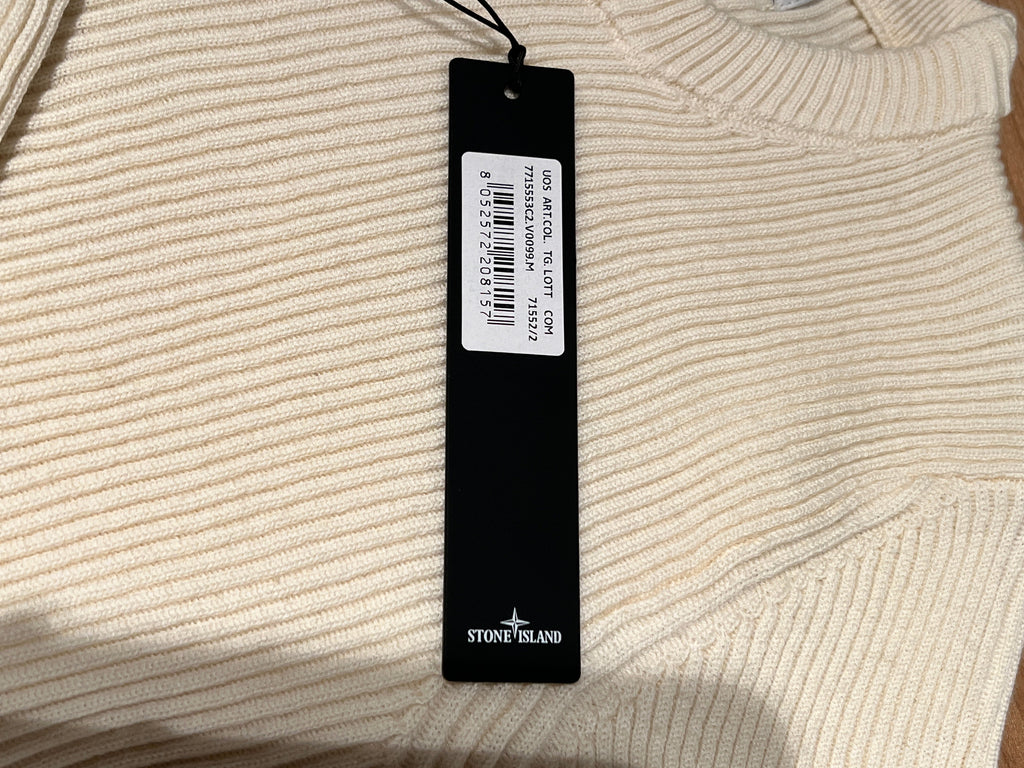 UOS ART.COL. TG. LOTT COM
7715553C2.V0099.M 71552/2
8 052572 208157
STONE ISLAND